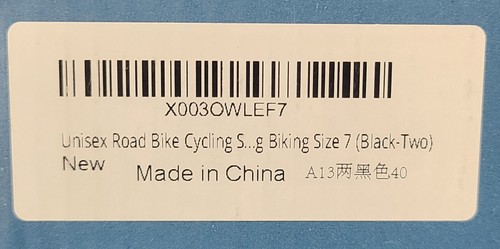 X003OWLEF7
Unisex Road Bike Cycling S...g Biking Size 7 (Black-Two)
New
Made in China
A13两黑色40